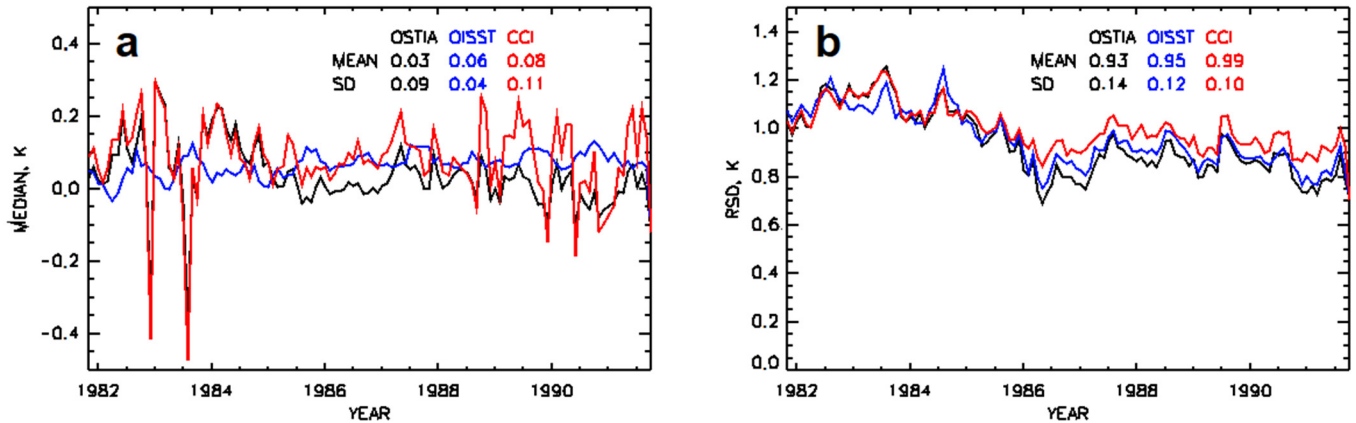 a
OSTIA OISST CCI
MEAN 0.03 0.06 0.08
SD 0.09 0.04 0.11
MEDIAN, K
0.4
0.2
0.0
-0.2
-0.4
1982 1984 1986 1988 1990
YEAR
b
OSTIA OISST CCI
MEAN 0.93 0.95 0.99
SD 0.14 0.12 0.10
RSD, K
1.4
1.2
1.0
0.8
0.6
0.4
0.2
0.0
1982 1984 1986 1988 1990
YEAR